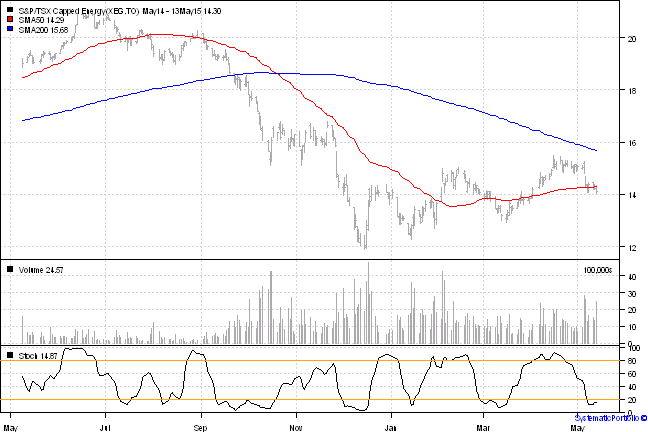 S&P/TSX Capped Energy(XEG.TO) May14 - 13May15 14.30
SMA50 14.29
SMA200 15.68
20
18
16
14
12
Volume 24.57
100,000s
40
30
20
10
0
Stoch 14.87
100
80
60
40
20
0
May
Jul
Sep
Nov
Jan
Mar
May
SystematicPortfolio ©